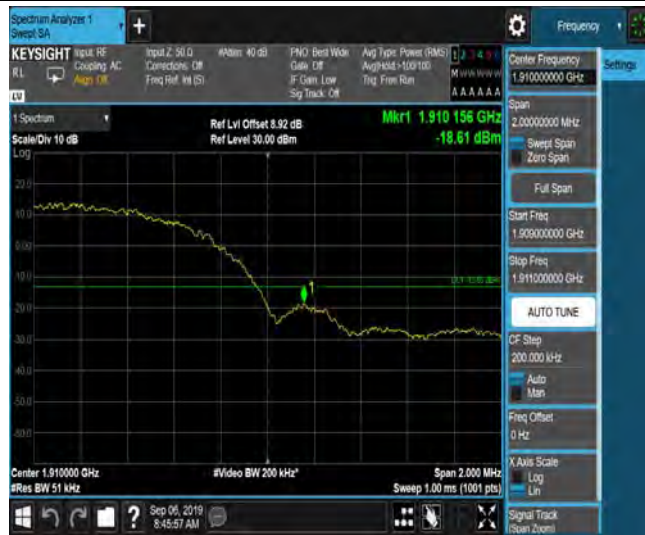 Spectrum Analyzer 1
Swept SA
+
Frequency
KEYSIGHT
Input: RF
Coupling: AC
Align: Off
Input Z: 50 Ω
Corrections: Off
Freq Ref: Int (S)
#Atten: 40 dB
PNO: Best Wide
Gate: Off
IF Gain: Low
Sig Track: Off
Avg Type: Power (RMS)
Avg|Hold:>100/100
Trig: Free Run
1 2 3 4 5 6
M W W W W W
A A A A A A
RL
LV
1 Spectrum
Scale/Div 10 dB
Log
Ref Lvl Offset 8.92 dB
Ref Level 30.00 dBm
Mkr1 1.910 156 GHz
-18.61 dBm
20.0
10.0
0.00
-10.0
-20.0
-30.0
-40.0
-50.0
-60.0
1
Center 1.910000 GHz
#Res BW 51 kHz
#Video BW 200 kHz*
Span 2.000 MHz
Sweep 1.00 ms (1001 pts)
Center Frequency
1.910000000 GHz
Settings
Span
2.00000000 MHz
Swept Span
Zero Span
Full Span
Start Freq
1.909000000 GHz
Stop Freq
1.911000000 GHz
AUTO TUNE
CF Step
200.000 kHz
Auto
Man
Freq Offset
0 Hz
X Axis Scale
Log
Lin
Signal Track
(Span Zoom)
?
Sep 06, 2019
8:45:57 AM